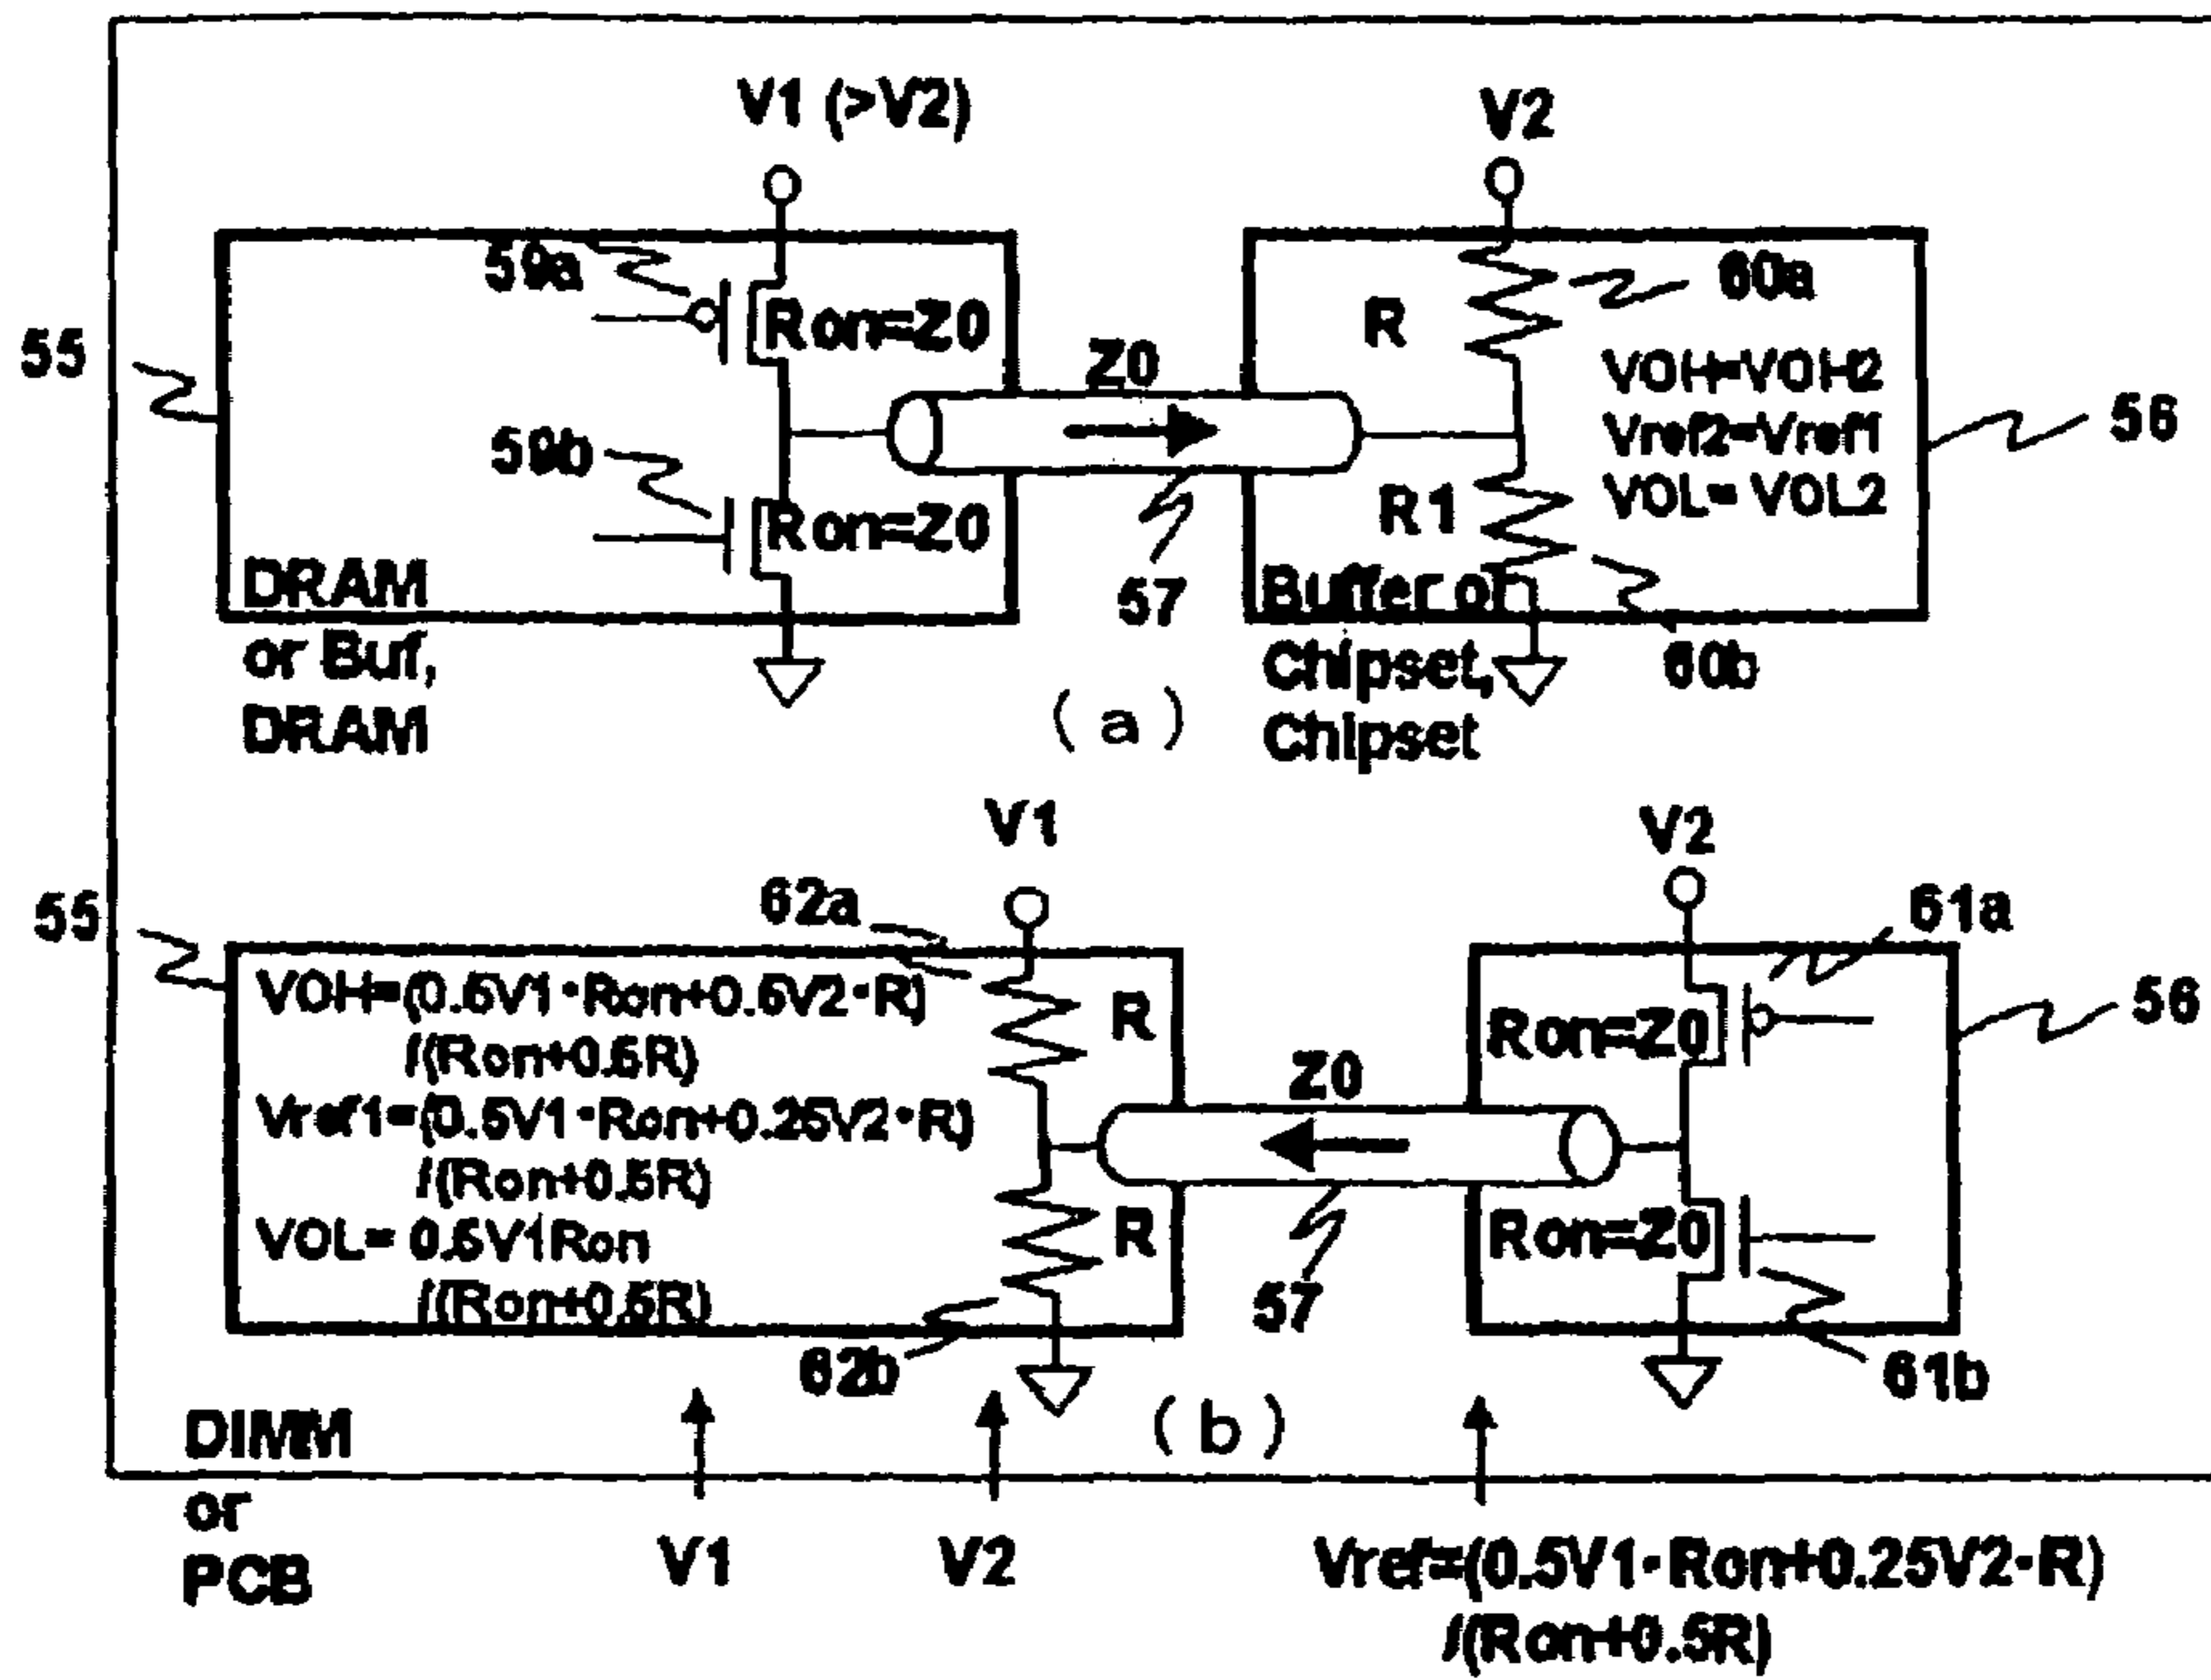 V1 (>V2)
V2
59a
60a
55
Ron=Z0
Z0
R
VOH=VOH2
Vref2=Vref1
VOL= VOL2
56
59b
Ron=Z0
R1
57
60b
DRAM
or Buf,
DRAM
Buffer or
Chipset,
Chipset
(a)
V1
V2
62a
61a
55
56
VOH=(0.5V1·Ron+0.5V2·R)
/(Ron+0.5R)
Vref1=(0.5V1·Ron+0.25V2·R)
/(Ron+0.5R)
VOL= 0.5V1Ron
/(Ron+0.5R)
R
R
Z0
Ron=Z0
Ron=Z0
57
62b
61b
(b)
DIMM
or
PCB
V1
V2
Vref=(0.5V1·Ron+0.25V2·R)
/(Ron+0.5R)